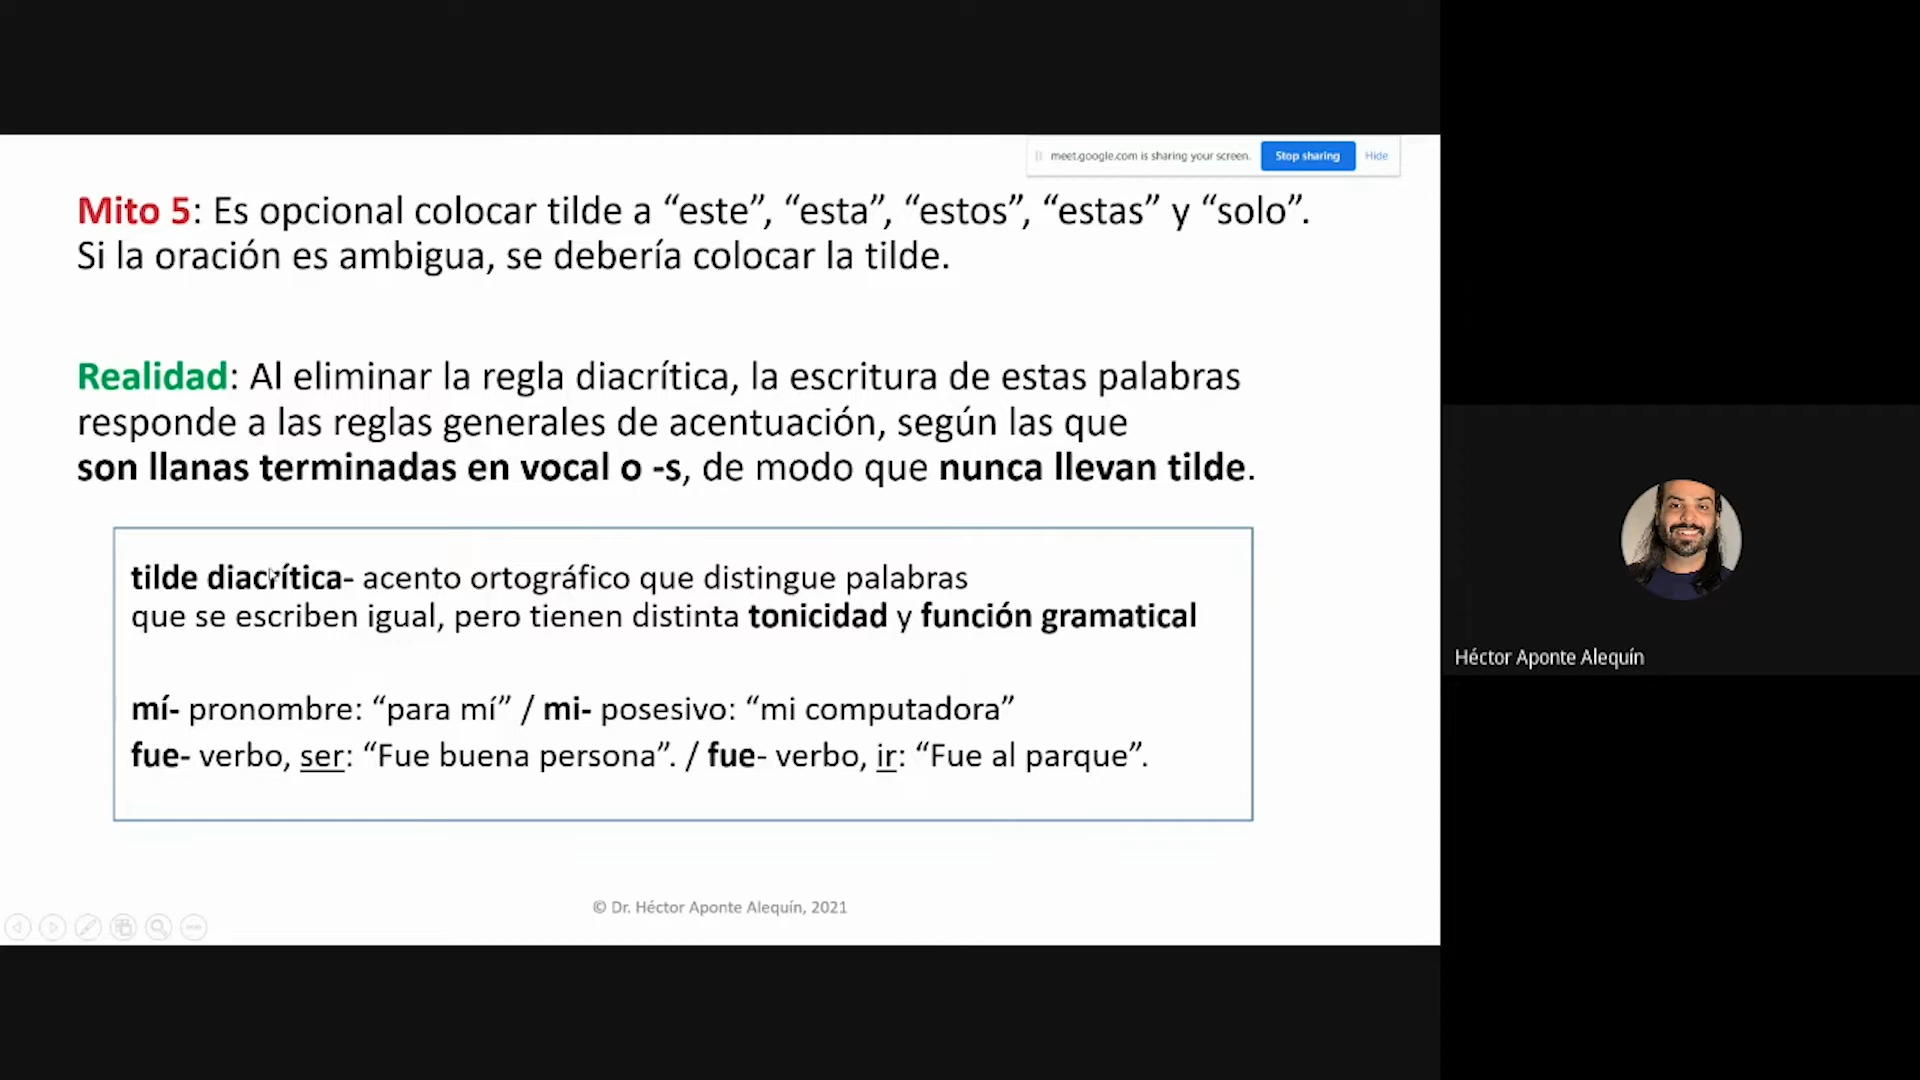 meet.google.com is sharing your screen. Stop sharing Hide
Mito 5: Es opcional colocar tilde a “este”, “esta”, “estos”, “estas” y “solo”.
Si la oración es ambigua, se debería colocar la tilde.
Realidad: Al eliminar la regla diacrítica, la escritura de estas palabras
responde a las reglas generales de acentuación, según las que
son llanas terminadas en vocal o -s, de modo que nunca llevan tilde.
tilde diacrítica- acento ortográfico que distingue palabras
que se escriben igual, pero tienen distinta tonicidad y función gramatical
mí- pronombre: “para mí” / mi- posesivo: “mi computadora”
fue- verbo, ser: “Fue buena persona”. / fue- verbo, ir: “Fue al parque”.
© Dr. Héctor Aponte Alequín, 2021
Héctor Aponte Alequín